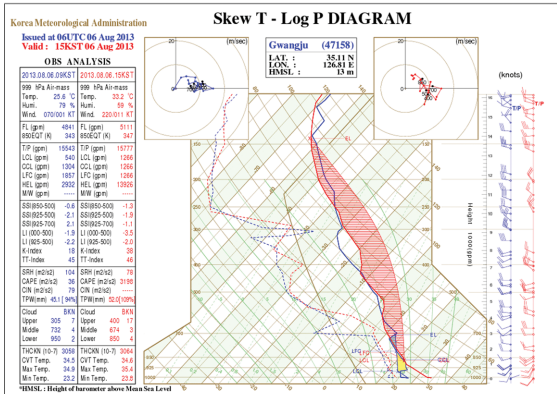 Korea Meteorological Administration
Skew T - Log P DIAGRAM
Issued at 06UTC 06 Aug 2013
Valid : 15KST 06 Aug 2013
OBS ANALYSIS
2013.08.06.09KST 2013.08.06.15KST
999 hPa Air-mass 999 hPa Air-mass
Temp. 25.6 °C Temp. 33.2 °C
Humi. 79 % Humi. 59 %
Wind. 070/001 KT Wind. 220/011 KT
FL (gpm) 4841 FL (gpm) 5111
850EQT (K) 343 850EQT (K) 347
T/P (gpm) 15543 T/P (gpm) 15777
LCL (gpm) 540 LCL (gpm) 1266
CCL (gpm) 1304 CCL (gpm) 1266
LFC (gpm) 1857 LFC (gpm) 1266
HEL (gpm) 2932 HEL (gpm) 13926
M/W (gpm) ----- M/W (gpm) -----
SSI(850-500) -0.6 SSI(850-500) -1.3
SSI(925-500) -2.1 SSI(925-500) -1.9
SSI(925-700) 2.1 SSI(925-700) -1.1
LI (000-500) -1.9 LI (000-500) -3.5
LI (925-500) -2.2 LI (925-500) -2.0
K-Index 18 K-Index 38
TT-Index 45 TT-Index 46
SRH (m2/s2) 104 SRH (m2/s2) 78
CAPE (m2/s2) 36 CAPE (m2/s2) 3198
CIN (m2/s2) 79 CIN (m2/s2) -----
TPW(mm) 45.1 [ 94%] TPW(mm) 52.0[109%]
Cloud BKN Cloud BKN
Upper 305 7 Upper 400 17
Middle 732 4 Middle 674 3
Lower 950 2 Lower 850 4
THCKN (10-7) 3058 THCKN (10-7) 3064
CVT Temp. 34.5 CVT Temp. 34.6
Max Temp. 34.9 Max Temp. 35.4
Min Temp. 23.2 Min Temp. 23.8
*HMSL : Height of barometer above Mean Sea Level
(m/sec)
Gwangju (47158)
LAT. : 35.11 N
LON. : 126.81 E
HMSL : 13 m
(m/sec)
(knots)
T/P
T/P
Height 1000(gpm)
EL
EL
LFC
LCL
CCL